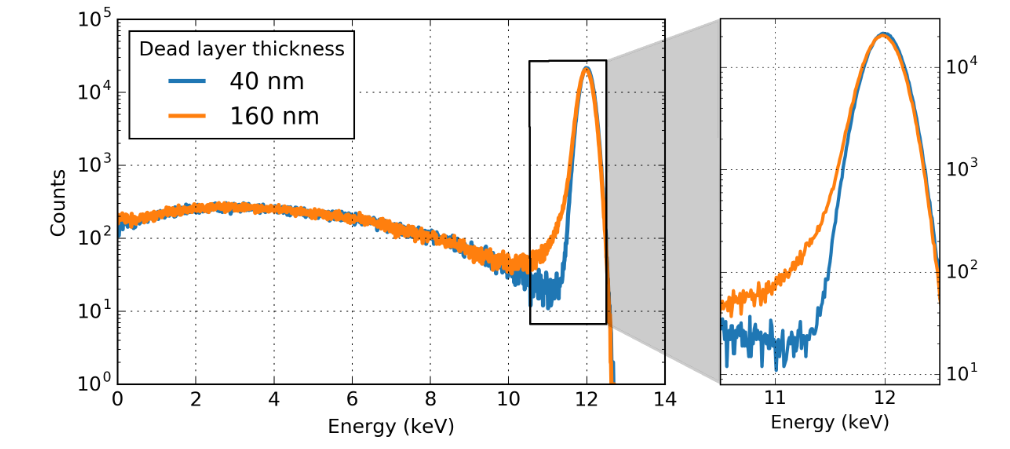 10^5
10^4
10^3
10^2
10^1
10^0
Counts
Dead layer thickness
40 nm
160 nm
0 2 4 6 8 10 12 14
Energy (keV)
10^4
10^3
10^2
10^1
11 12
Energy (keV)